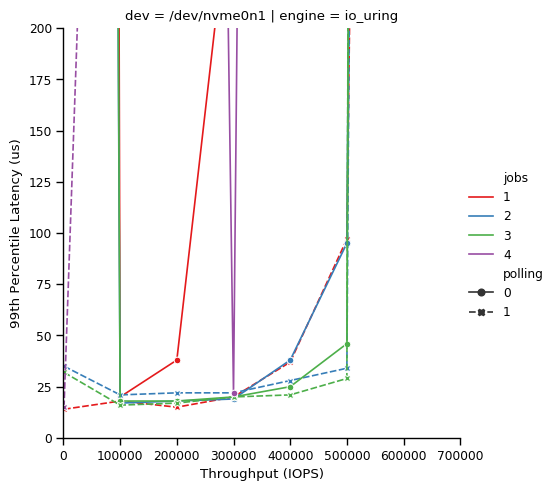 dev = /dev/nvme0n1 | engine = io_uring
200
175
150
125
100
75
50
25
0
99th Percentile Latency (us)
0 100000 200000 300000 400000 500000 600000 700000
Throughput (IOPS)
jobs
1
2
3
4
polling
0
1